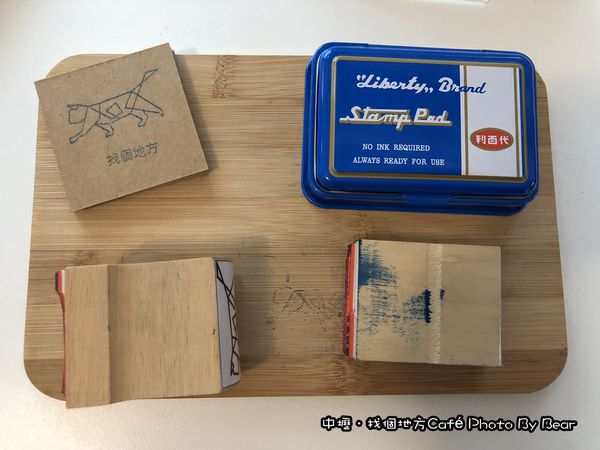 找個地方
"Liberty„ Brand
Stamp Pad
NO INK REQUIRED
ALWAYS READY FOR USE
利百代
中壢・找個地方Café Photo By Bear